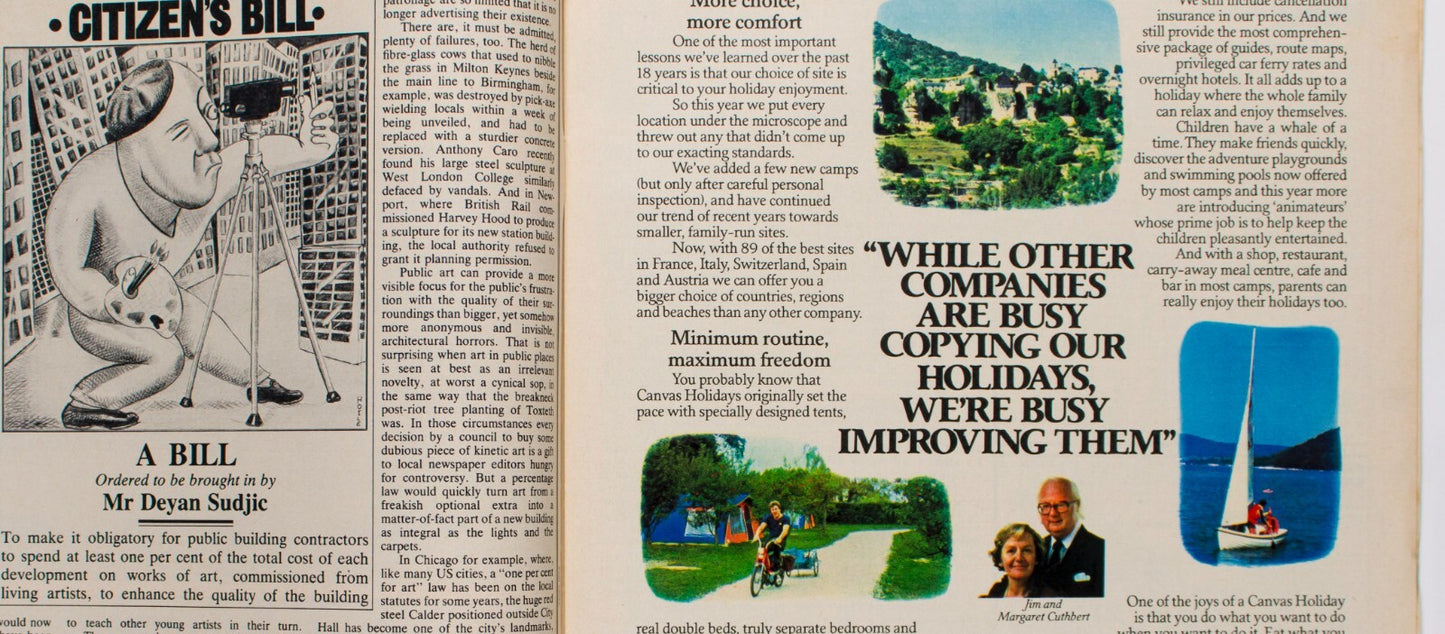 • CITIZEN'S BILL •
HOYLE
A BILL
Ordered to be brought in by
Mr Deyan Sudjic
To make it obligatory for public building contractors
to spend at least one per cent of the total cost of each
development on works of art, commissioned from
living artists, to enhance the quality of the building
would now
to teach other young artists in their turn.
patronage are so limited that it is no
longer advertising their existence.
There are, it must be admitted,
plenty of failures, too. The herd of
fibre-glass cows that used to nibble
the grass in Milton Keynes beside
the main line to Birmingham, for
example, was destroyed by pick-axe
wielding locals within a week of
being unveiled, and had to be
replaced with a sturdier concrete
version. Anthony Caro recently
found his large steel sculpture at
West London College similarly
defaced by vandals. And in New-
port, where British Rail com-
missioned Harvey Hood to produce
a sculpture for its new station build-
ing, the local authority refused to
grant it planning permission.
Public art can provide a more
visible focus for the public's frustra-
tion with the quality of their sur-
roundings than bigger, yet somehow
more anonymous and invisible,
architectural horrors. That is not
surprising when art in public places
is seen at best as an irrelevant
novelty, at worst a cynical sop, in
the same way that the breakneck
post-riot tree planting of Toxteth
was. In those circumstances every
decision by a council to buy some
dubious piece of kinetic art is a gift
to local newspaper editors hungry
for controversy. But a percentage
law would quickly turn art from a
freakish optional extra into a
matter-of-fact part of a new building
as integral as the lights and the
carpets.
In Chicago for example, where,
like many US cities, a "one per cent
for art" law has been on the local
statutes for some years, the huge red
steel Calder positioned outside City
Hall has become one of the city's landmarks,
More choice,
more comfort
One of the most important
lessons we've learned over the past
18 years is that our choice of site is
critical to your holiday enjoyment.
So this year we put every
location under the microscope and
threw out any that didn't come up
to our exacting standards.
We've added a few new camps
(but only after careful personal
inspection), and have continued
our trend of recent years towards
smaller, family-run sites.
Now, with 89 of the best sites
in France, Italy, Switzerland, Spain
and Austria we can offer you a
bigger choice of countries, regions
and beaches than any other company.
Minimum routine,
maximum freedom
You probably know that
Canvas Holidays originally set the
pace with specially designed tents,
real double beds, truly separate bedrooms and
"WHILE OTHER
COMPANIES
ARE BUSY
COPYING OUR
HOLIDAYS,
WE'RE BUSY
IMPROVING THEM"
Jim and
Margaret Cuthbert
We still include cancellation
insurance in our prices. And we
still provide the most comprehen-
sive package of guides, route maps,
privileged car ferry rates and
overnight hotels. It all adds up to a
holiday where the whole family
can relax and enjoy themselves.
Children have a whale of a
time. They make friends quickly,
discover the adventure playgrounds
and swimming pools now offered
by most camps and this year more
are introducing 'animateurs'
whose prime job is to help keep the
children pleasantly entertained.
And with a shop, restaurant,
carry-away meal centre, cafe and
bar in most camps, parents can
really enjoy their holidays too.
One of the joys of a Canvas Holiday
is that you do what you want to do
when you want to do it. Eat what you